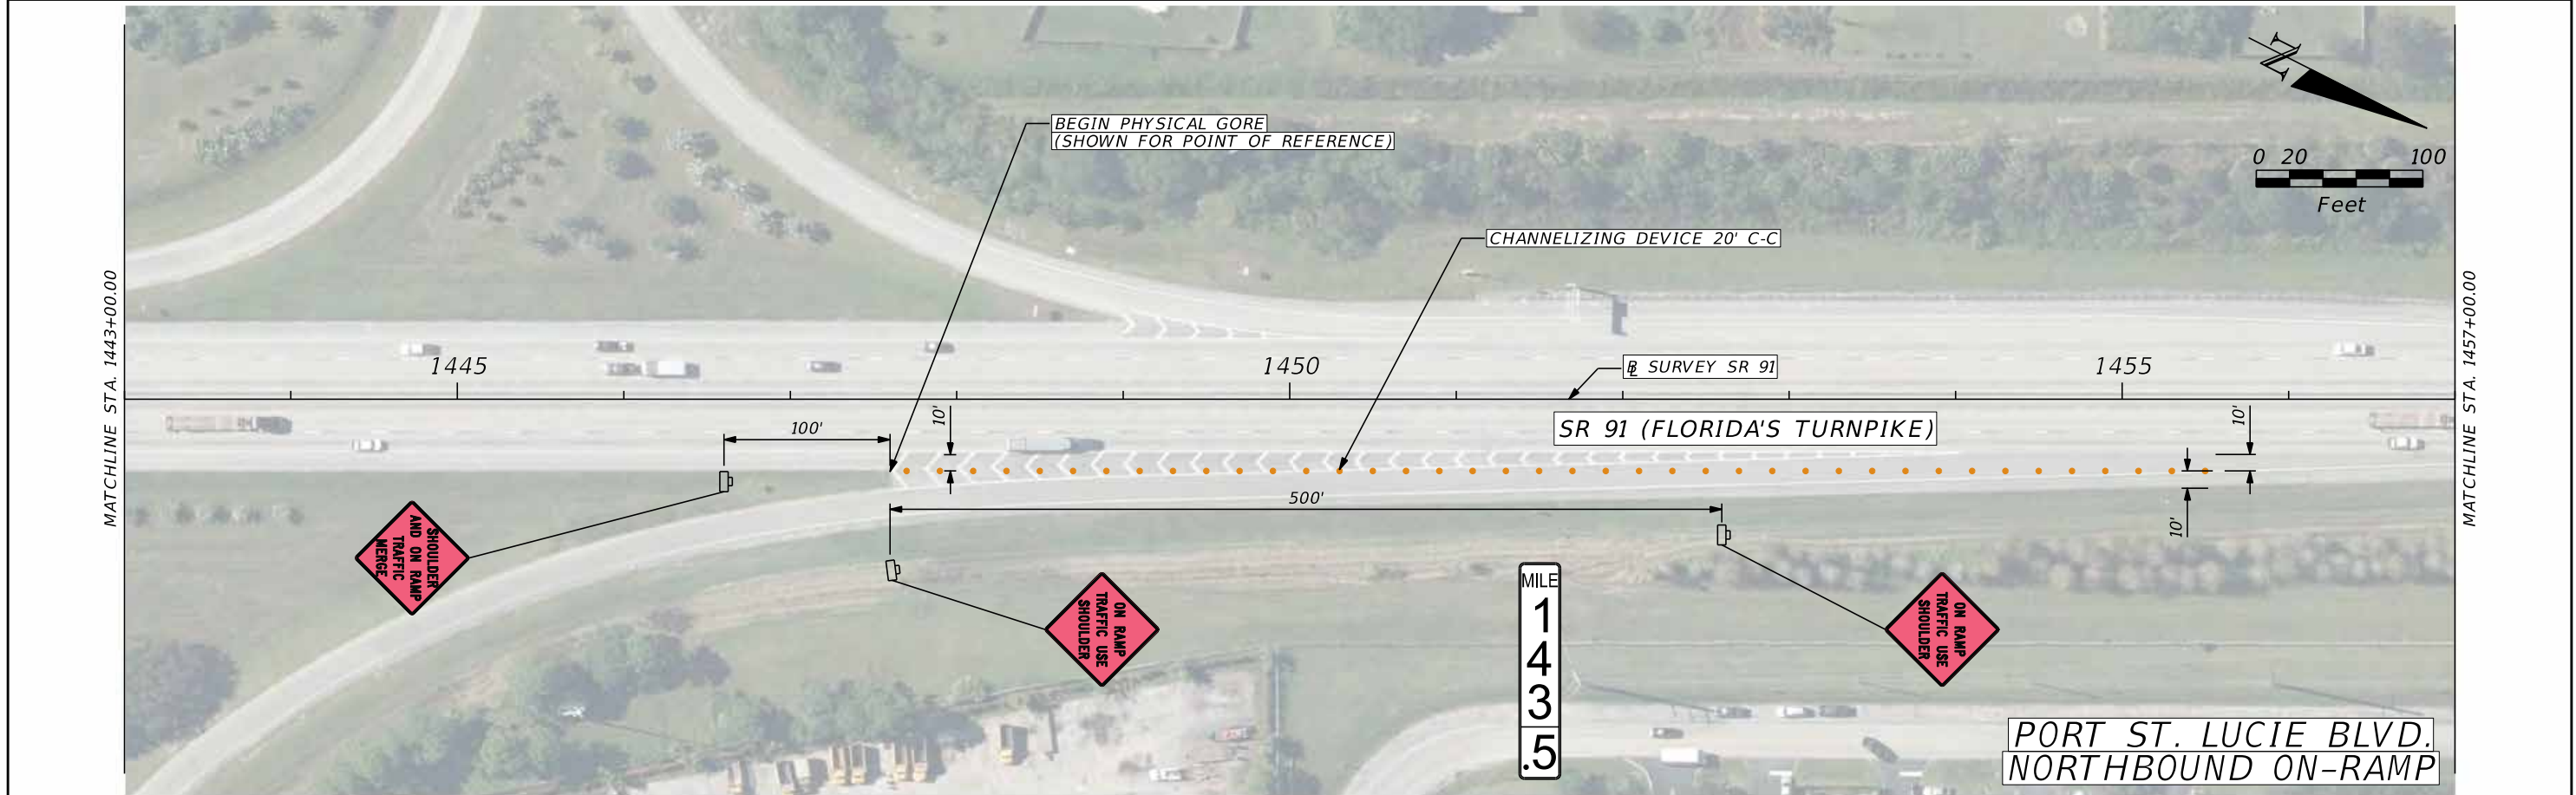 BEGIN PHYSICAL GORE
(SHOWN FOR POINT OF REFERENCE)
N
0 20 100
Feet
CHANNELIZING DEVICE 20' C-C
MATCHLINE STA. 1443+00.00
MATCHLINE STA. 1457+00.00
1445
1450
1455
BL SURVEY SR 91
SR 91 (FLORIDA'S TURNPIKE)
100'
10'
10'
500'
10'
SHOULDER
AND ON RAMP
TRAFFIC
MERGE
ON RAMP
TRAFFIC USE
SHOULDER
MILE
1
4
3
.5
ON RAMP
TRAFFIC USE
SHOULDER
PORT ST. LUCIE BLVD.
NORTHBOUND ON-RAMP